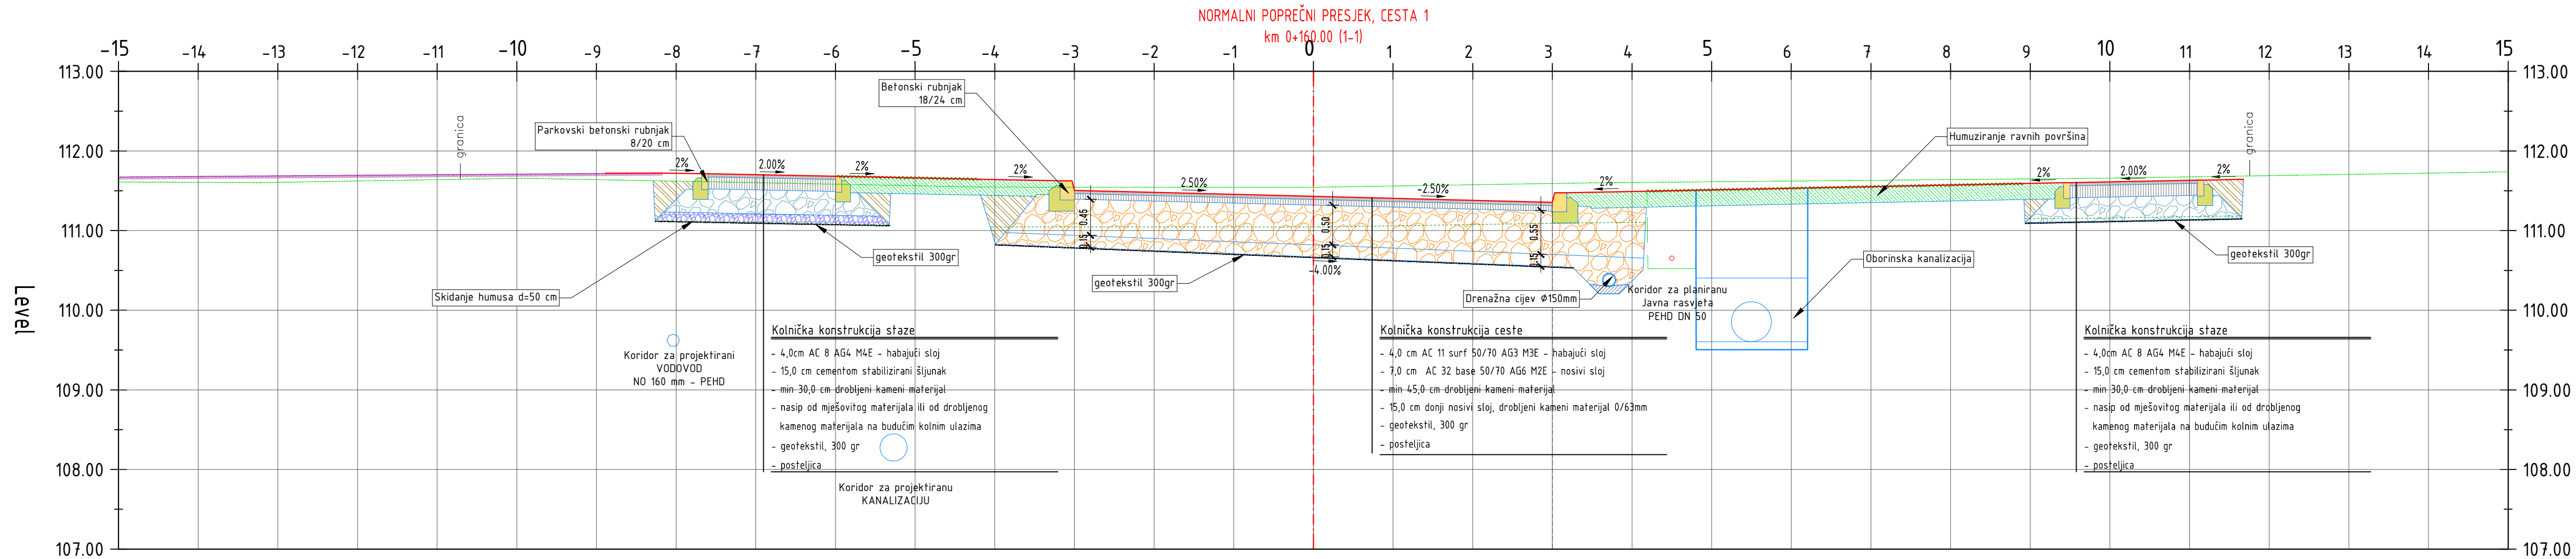 NORMALNI POPREČNI PRESJEK, CESTA 1
km 0+160.00 (1-1)
-15 -14 -13 -12 -11 -10 -9 -8 -7 -6 -5 -4 -3 -2 -1 0 1 2 3 4 5 6 7 8 9 10 11 12 13 14 15
113.00 113.00
112.00 112.00
111.00 111.00
110.00 110.00
109.00 109.00
108.00 108.00
107.00 107.00
Level
granica
Parkovski betonski rubnjak
8/20 cm
Betonski rubnjak
18/24 cm
Humuziranje ravnih površina
granica
2%
2.00%
2%
2%
2.50%
-2.50%
2%
2%
2.00%
2%
0.45
0.15
0.50
0.15
0.55
0.15
-4.00%
geotekstil 300gr
geotekstil 300gr
Skidanje humusa d=50 cm
Drenažna cijev Ø150mm
Koridor za planiranu
Javna rasvjeta
PEHD DN 50
Oborinska kanalizacija
geotekstil 300gr
Koridor za projektirani
VODOVOD
NO 160 mm - PEHD
Kolnička konstrukcija staze
- 4,0cm AC 8 AG4 M4E - habajući sloj
- 15,0 cm cementom stabilizirani šljunak
- min 30,0 cm drobljeni kameni materijal
- nasip od mješovitog materijala ili od drobljenog
kamenog materijala na budućim kolnim ulazima
- geotekstil, 300 gr
- posteljica
Koridor za projektiranu
KANALIZACIJU
Kolnička konstrukcija ceste
- 4,0 cm AC 11 surf 50/70 AG3 M3E - habajući sloj
- 7,0 cm AC 32 base 50/70 AG6 M2E - nosivi sloj
- min 45,0 cm drobljeni kameni materijal
- 15,0 cm donji nosivi sloj, drobljeni kameni materijal 0/63mm
- geotekstil, 300 gr
- posteljica
Kolnička konstrukcija staze
- 4,0cm AC 8 AG4 M4E - habajući sloj
- 15,0 cm cementom stabilizirani šljunak
- min 30,0 cm drobljeni kameni materijal
- nasip od mješovitog materijala ili od drobljenog
kamenog materijala na budućim kolnim ulazima
- geotekstil, 300 gr
- posteljica